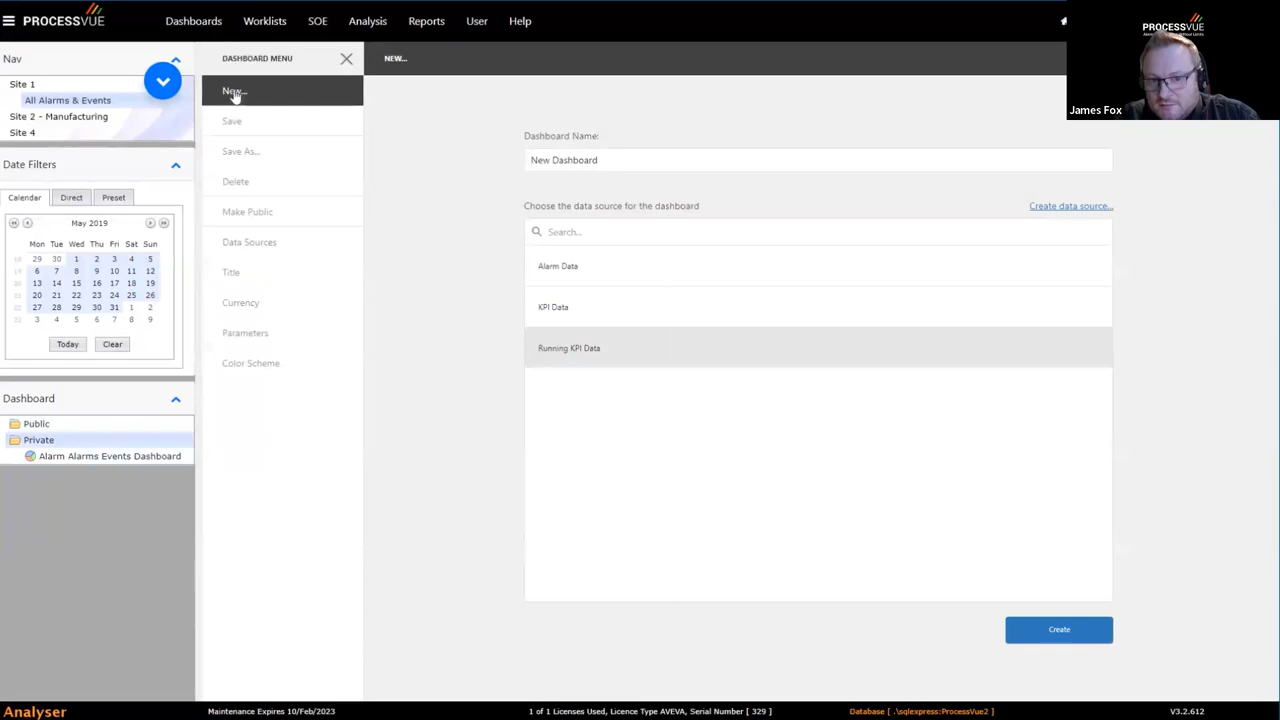 PROCESSVUE
Dashboards
Worklists
SOE
Analysis
Reports
User
Help
PROCESSVUE
James Fox
Nav
Site 1
All Alarms & Events
Site 2 - Manufacturing
Site 4
Date Filters
Calendar
Direct
Preset
May 2019
Mon Tue Wed Thu Fri Sat Sun
18 29 30 1 2 3 4 5
19 6 7 8 9 10 11 12
20 13 14 15 16 17 18 19
21 20 21 22 23 24 25 26
22 27 28 29 30 31 1 2
3 4 5 6 7 8 9
Today
Clear
Dashboard
Public
Private
Alarm Alarms Events Dashboard
DASHBOARD MENU
New...
Save
Save As...
Delete
Make Public
Data Sources
Title
Currency
Parameters
Color Scheme
NEW...
Dashboard Name:
New Dashboard
Choose the data source for the dashboard
Create data source...
Search...
Alarm Data
KPI Data
Running KPI Data
Create
Analyser
Maintenance Expires 10/Feb/2023
1 of 1 Licenses Used, Licence Type AVEVA, Serial Number [ 329 ]
Database [ .\sqlexpress:ProcessVue2 ]
V3.2.612